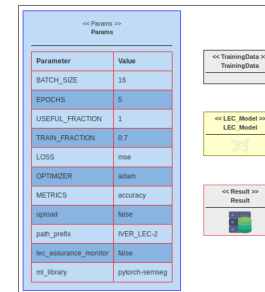 << Params >>
Params
Parameter Value
BATCH_SIZE 16
EPOCHS 5
USEFUL_FRACTION 1
TRAIN_FRACTION 0.7
LOSS mse
OPTIMIZER adam
METRICS accuracy
upload false
path_prefix IVER_LEC-2
lec_assurance_monitor false
ml_library pytorch-semseg
<< TrainingData >>
TrainingData
<< LEC_Model >>
LEC_Model
<< Result >>
Result